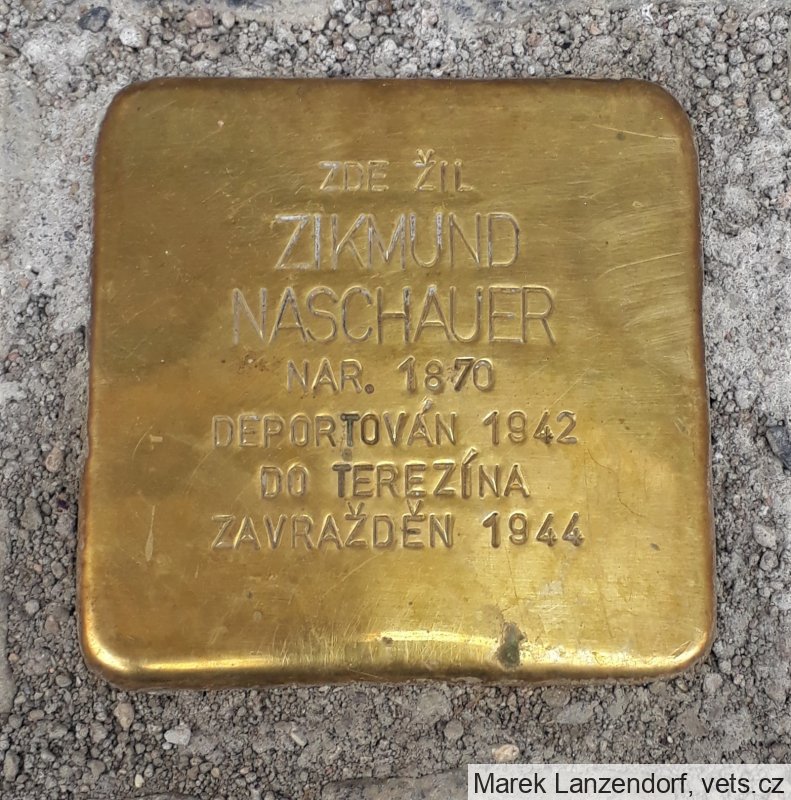 ZDE ŽIL
ZIKMUND
NASCHAUER
NAR. 1870
DEPORTOVÁN 1942
DO TEREZÍNA
ZAVRAŽDĚN 1944
Marek Lanzendorf, vets.cz